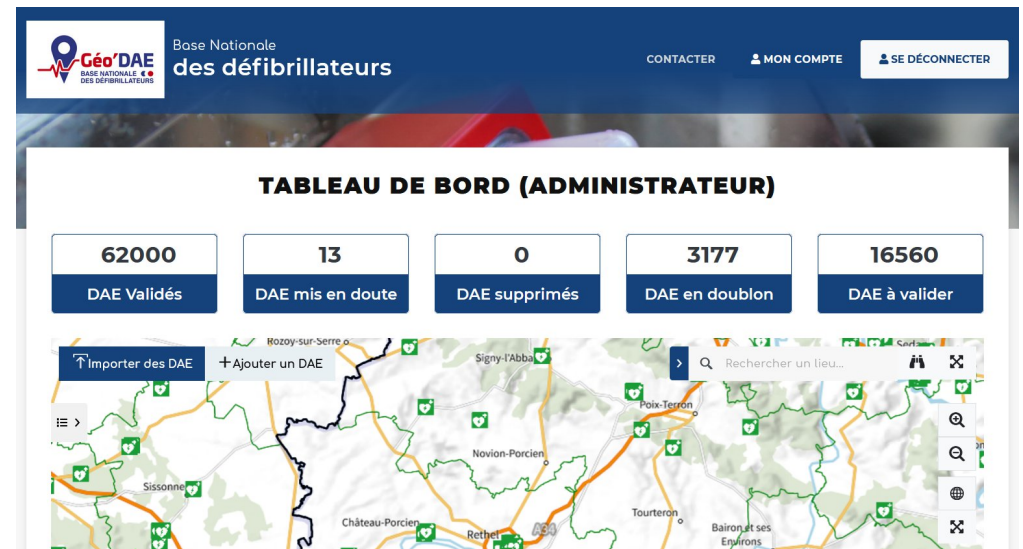 Géo'DAE
BASE NATIONALE
DES DÉFIBRILLATEURS
Base Nationale
des défibrillateurs
CONTACTER
MON COMPTE
SE DÉCONNECTER
TABLEAU DE BORD (ADMINISTRATEUR)
62000
DAE Validés
13
DAE mis en doute
0
DAE supprimés
3177
DAE en doublon
16560
DAE à valider
Importer des DAE
Ajouter un DAE
Rechercher un lieu...
Rozoy-sur-Serre
Signy-l'Abba
Poix-Terron
Novion-Porcien
Sissonne
Château-Porcien
Rethel
A34
Tourteron
Bairon et ses
Environs